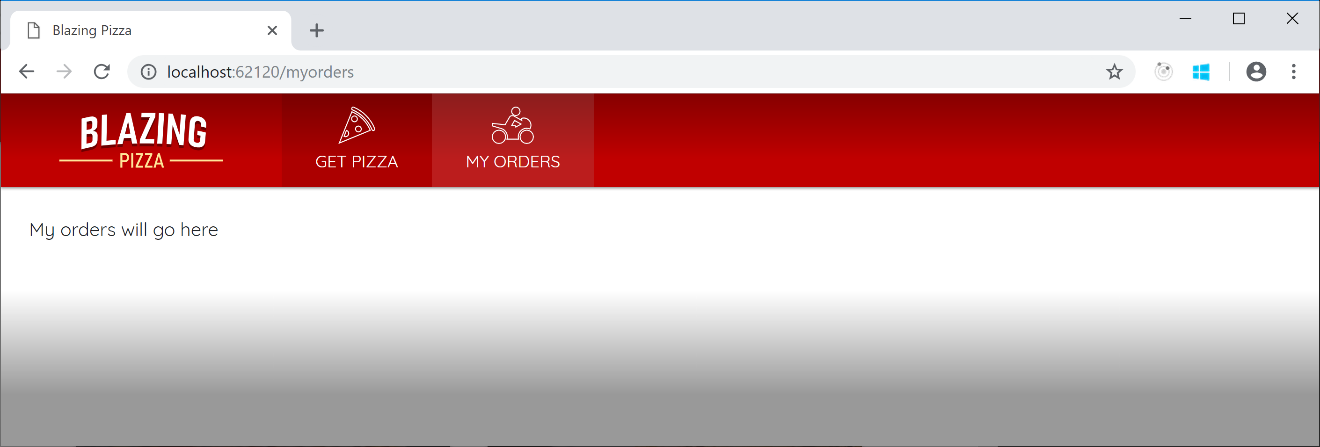 Blazing Pizza
localhost:62120/myorders
BLAZING
PIZZA
GET PIZZA
MY ORDERS
My orders will go here